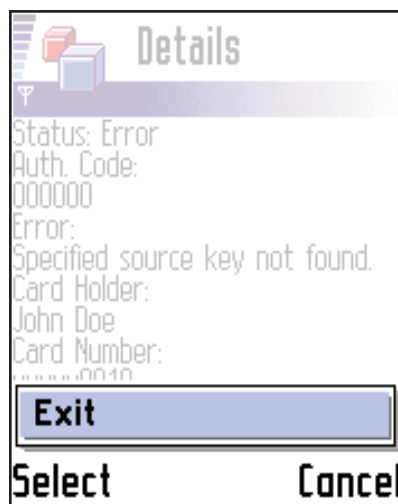 Details
Status: Error
Auth. Code:
000000
Error:
Specified source key not found.
Card Holder:
John Doe
Card Number:
Exit
Select Cancel